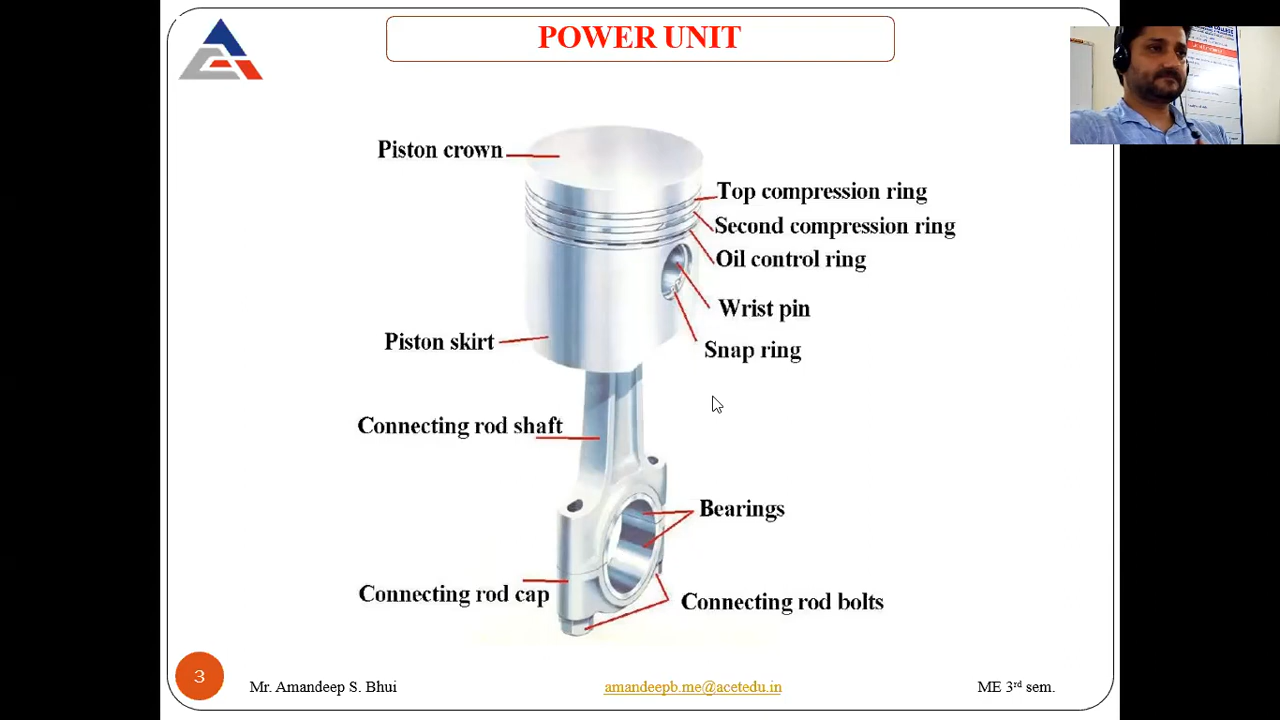 POWER UNIT
Piston crown
Top compression ring
Second compression ring
Oil control ring
Wrist pin
Piston skirt
Snap ring
Connecting rod shaft
Bearings
Connecting rod cap
Connecting rod bolts
3
Mr. Amandeep S. Bhui
amandeepb.me@acetedu.in
ME 3rd sem.